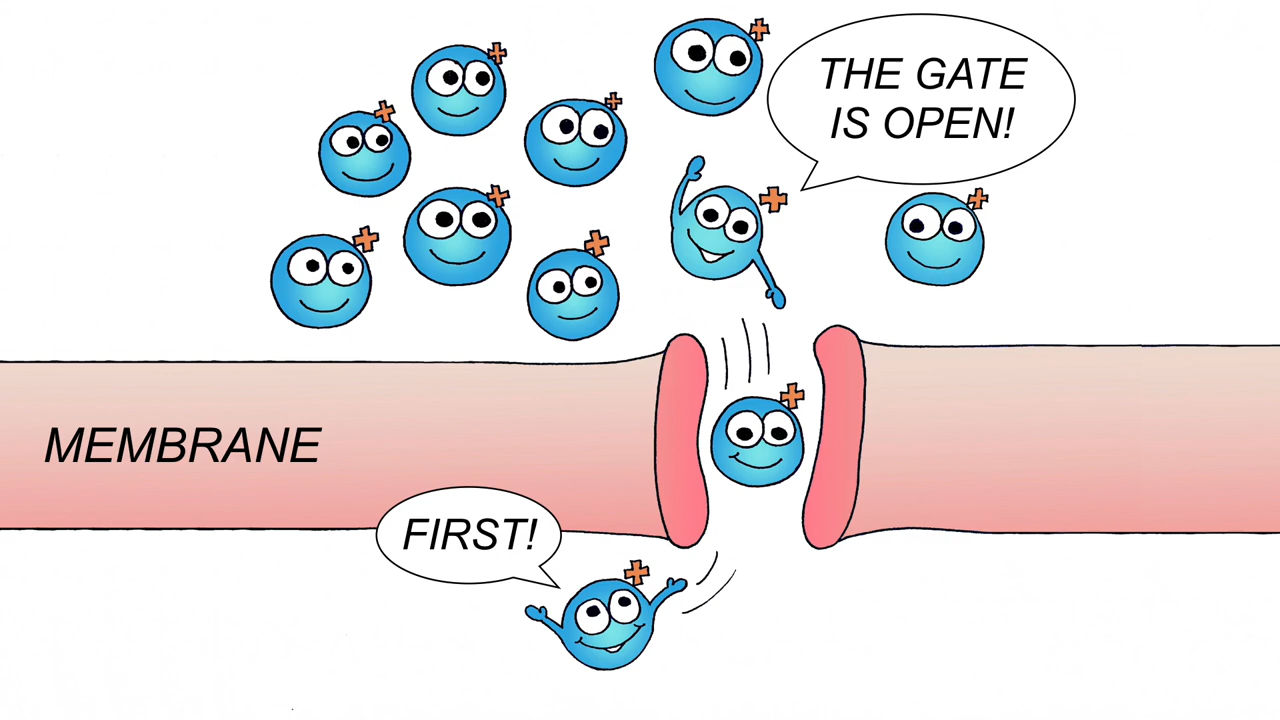 THE GATE
IS OPEN!
MEMBRANE
FIRST!